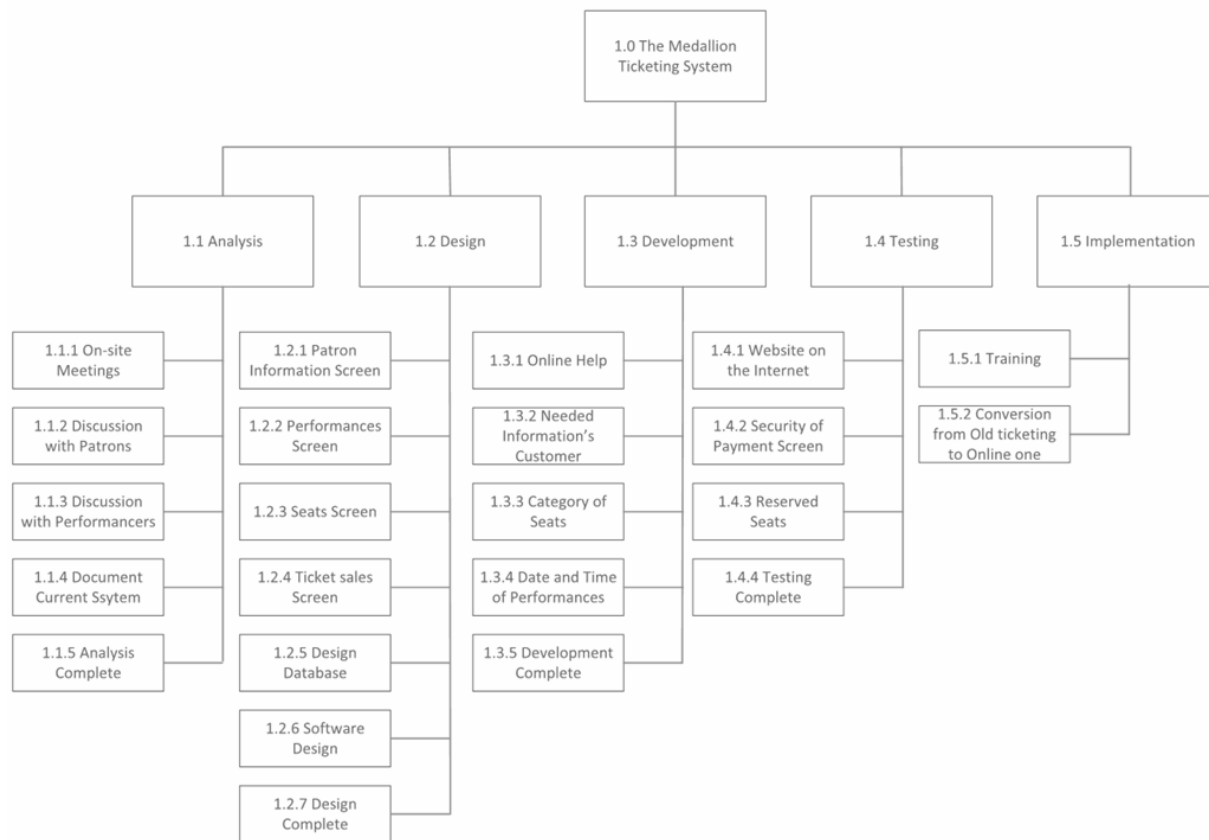 1.0 The Medallion
Ticketing System
1.1 Analysis
1.2 Design
1.3 Development
1.4 Testing
1.5 Implementation
1.1.1 On-site
Meetings
1.1.2 Discussion
with Patrons
1.1.3 Discussion
with Performancers
1.1.4 Document
Current Ssytem
1.1.5 Analysis
Complete
1.2.1 Patron
Information Screen
1.2.2 Performances
Screen
1.2.3 Seats Screen
1.2.4 Ticket sales
Screen
1.2.5 Design
Database
1.2.6 Software
Design
1.2.7 Design
Complete
1.3.1 Online Help
1.3.2 Needed
Information’s
Customer
1.3.3 Category of
Seats
1.3.4 Date and Time
of Performances
1.3.5 Development
Complete
1.4.1 Website on
the Internet
1.4.2 Security of
Payment Screen
1.4.3 Reserved
Seats
1.4.4 Testing
Complete
1.5.1 Training
1.5.2 Conversion
from Old ticketing
to Online one